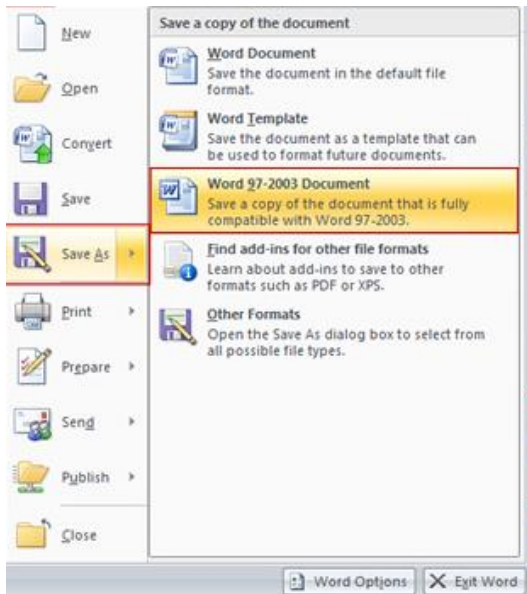 New
Open
Convert
Save
Save As
Print
Prepare
Send
Publish
Close
Save a copy of the document
Word Document
Save the document in the default file
format.
Word Template
Save the document as a template that can
be used to format future documents.
Word 97-2003 Document
Save a copy of the document that is fully
compatible with Word 97-2003.
Find add-ins for other file formats
Learn about add-ins to save to other
formats such as PDF or XPS.
Other Formats
Open the Save As dialog box to select from
all possible file types.
Word Options
Exit Word